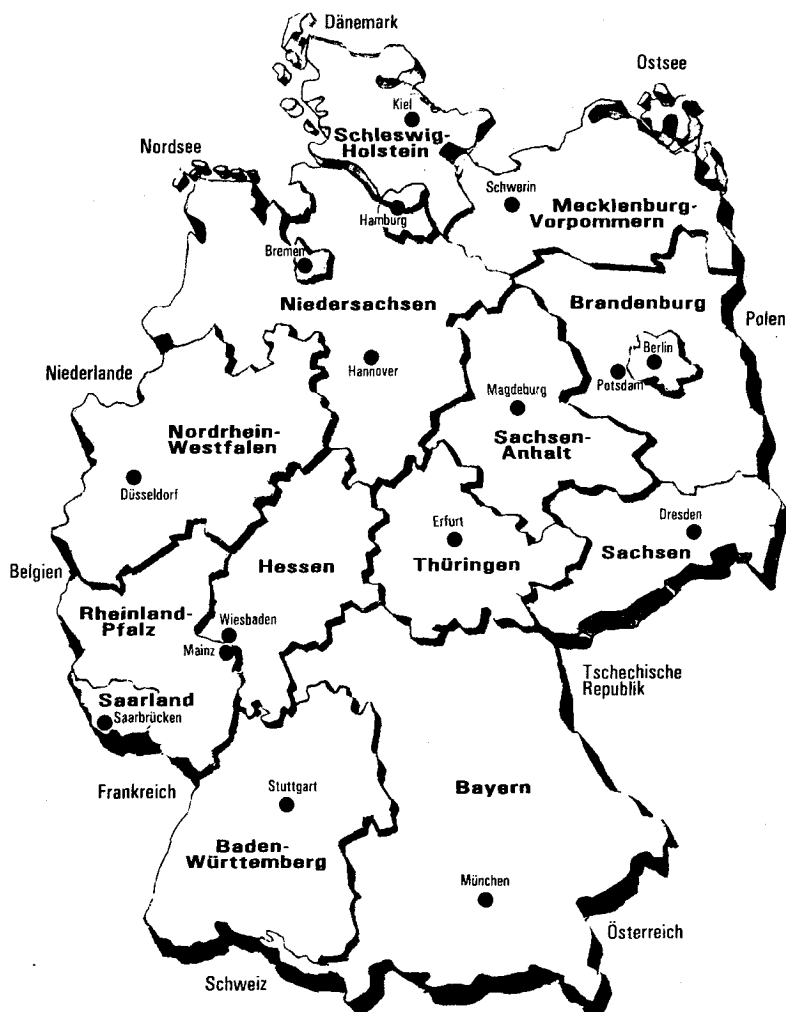 Dänemark
Ostsee
Kiel
Schleswig-
Holstein
Nordsee
Schwerin
Mecklenburg-
Vorpommern
Hamburg
Bremen
Niedersachsen
Brandenburg
Polen
Berlin
Potsdam
Niederlande
Hannover
Magdeburg
Nordrhein-
Westfalen
Sachsen-
Anhalt
Düsseldorf
Erfurt
Dresden
Belgien
Hessen
Thüringen
Sachsen
Rheinland-
Pfalz
Wiesbaden
Mainz
Tschechische
Republik
Saarland
Saarbrücken
Frankreich
Stuttgart
Bayern
Baden-
Württemberg
München
Österreich
Schweiz